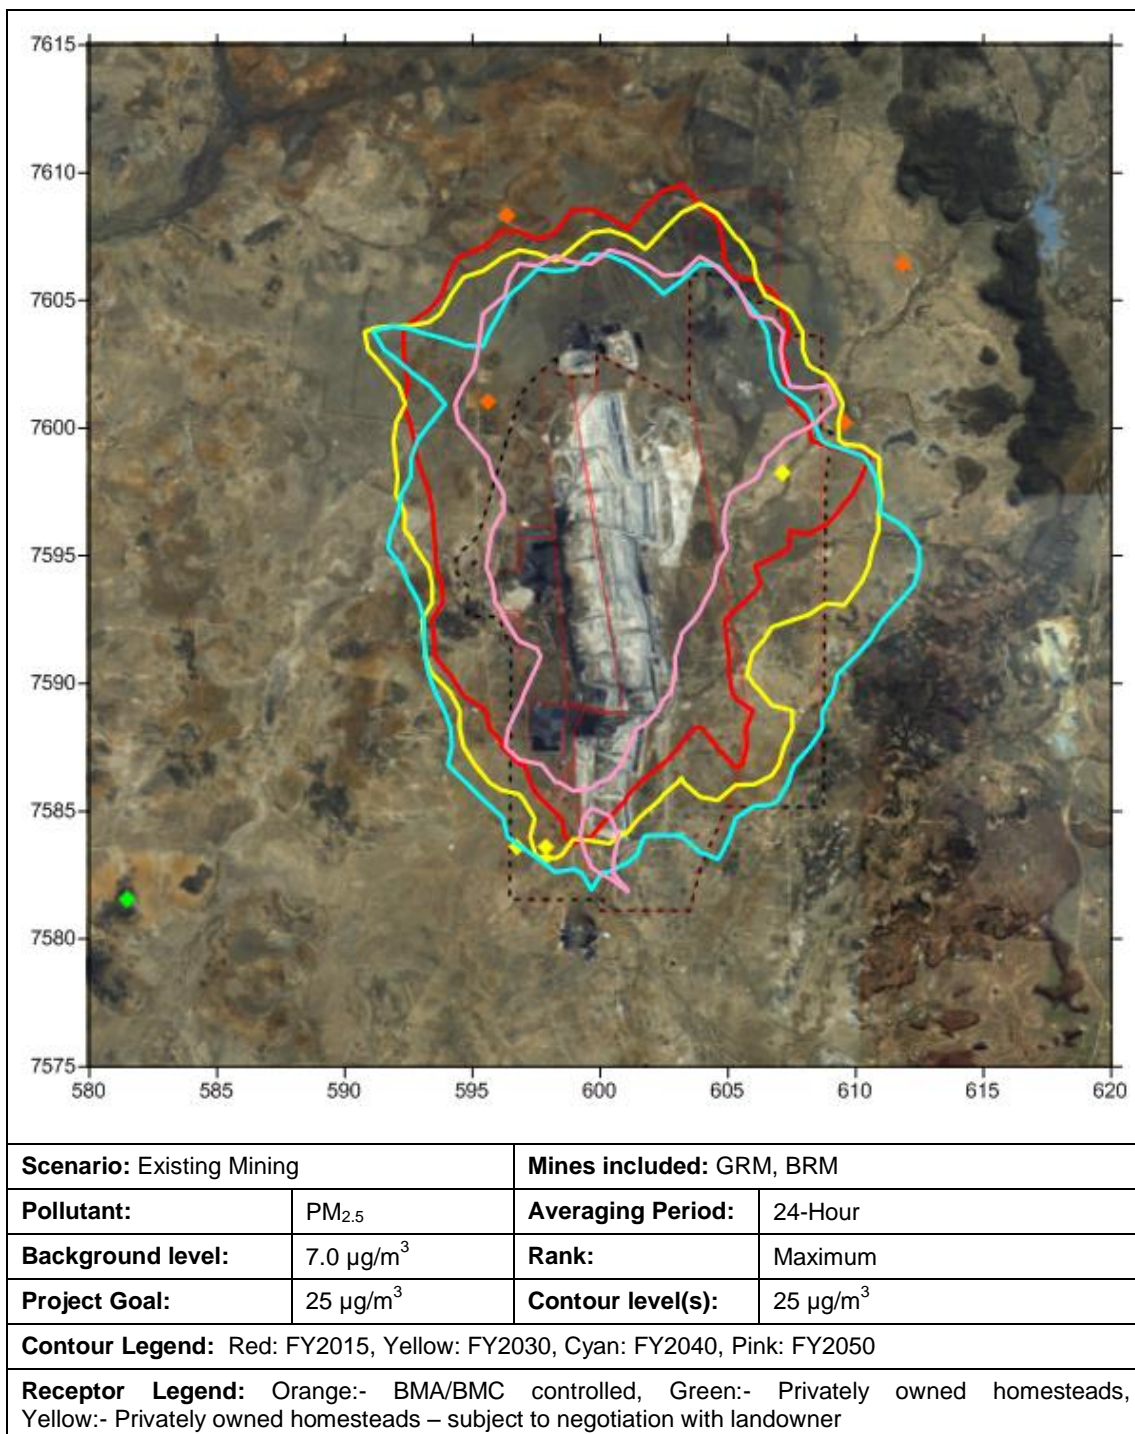 7615
7610
7605
7600
7595
7590
7585
7580
7575
580 585 590 595 600 605 610 615 620
Scenario: Existing Mining Mines included: GRM, BRM
Pollutant: PM2.5 Averaging Period: 24-Hour
Background level: 7.0 µg/m³ Rank: Maximum
Project Goal: 25 µg/m³ Contour level(s): 25 µg/m³
Contour Legend: Red: FY2015, Yellow: FY2030, Cyan: FY2040, Pink: FY2050
Receptor Legend: Orange:- BMA/BMC controlled, Green:- Privately owned homesteads,
Yellow:- Privately owned homesteads – subject to negotiation with landowner